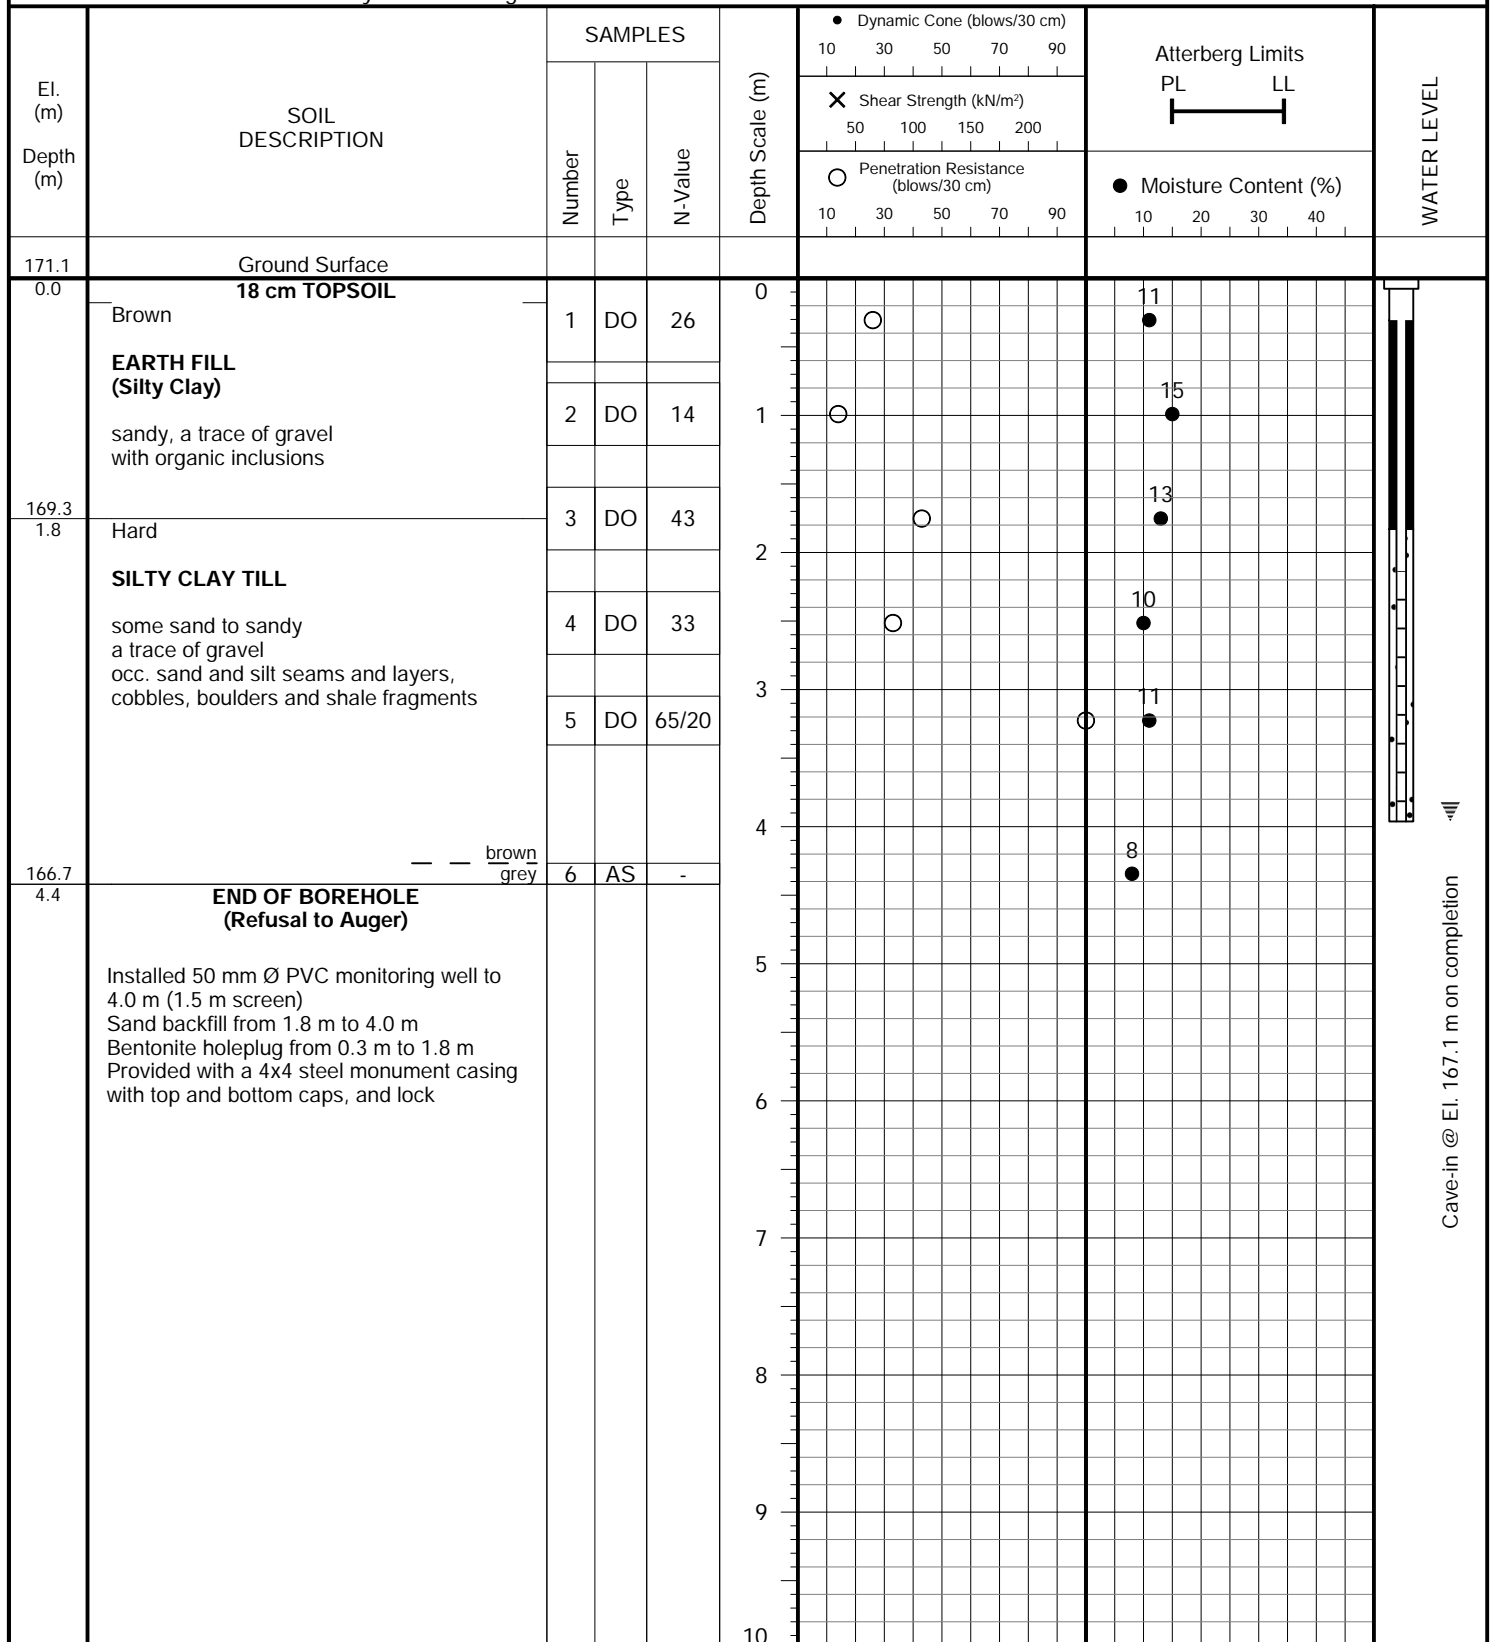 SAMPLES
El.
(m)
Depth
(m)
SOIL
DESCRIPTION
Number
Type
N-Value
Depth Scale (m)
Dynamic Cone (blows/30 cm)
10 30 50 70 90
Shear Strength (kN/m²)
50 100 150 200
Penetration Resistance
(blows/30 cm)
10 30 50 70 90
Atterberg Limits
PL LL
Moisture Content (%)
10 20 30 40
WATER LEVEL
171.1
Ground Surface
0.0
18 cm TOPSOIL
Brown
EARTH FILL
(Silty Clay)
sandy, a trace of gravel
with organic inclusions
169.3
1.8
Hard
SILTY CLAY TILL
some sand to sandy
a trace of gravel
occ. sand and silt seams and layers,
cobbles, boulders and shale fragments
brown
grey
166.7
4.4
END OF BOREHOLE
(Refusal to Auger)
Installed 50 mm Ø PVC monitoring well to
4.0 m (1.5 m screen)
Sand backfill from 1.8 m to 4.0 m
Bentonite holeplug from 0.3 m to 1.8 m
Provided with a 4x4 steel monument casing
with top and bottom caps, and lock
1 DO 26
2 DO 14
3 DO 43
4 DO 33
5 DO 65/20
6 AS -
0
1
2
3
4
5
6
7
8
9
10
11
15
13
10
11
8
Cave-in @ El. 167.1 m on completion